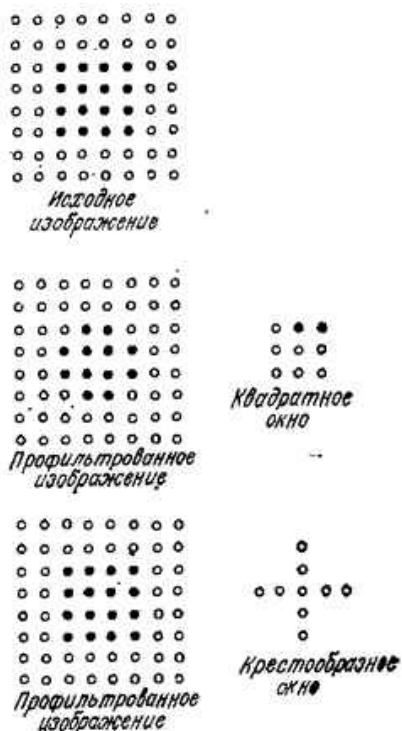 Исходное
изображение
Профильтрованное
изображение
Квадратное
окно
Профильтрованное
изображение
Крестообразное
окно